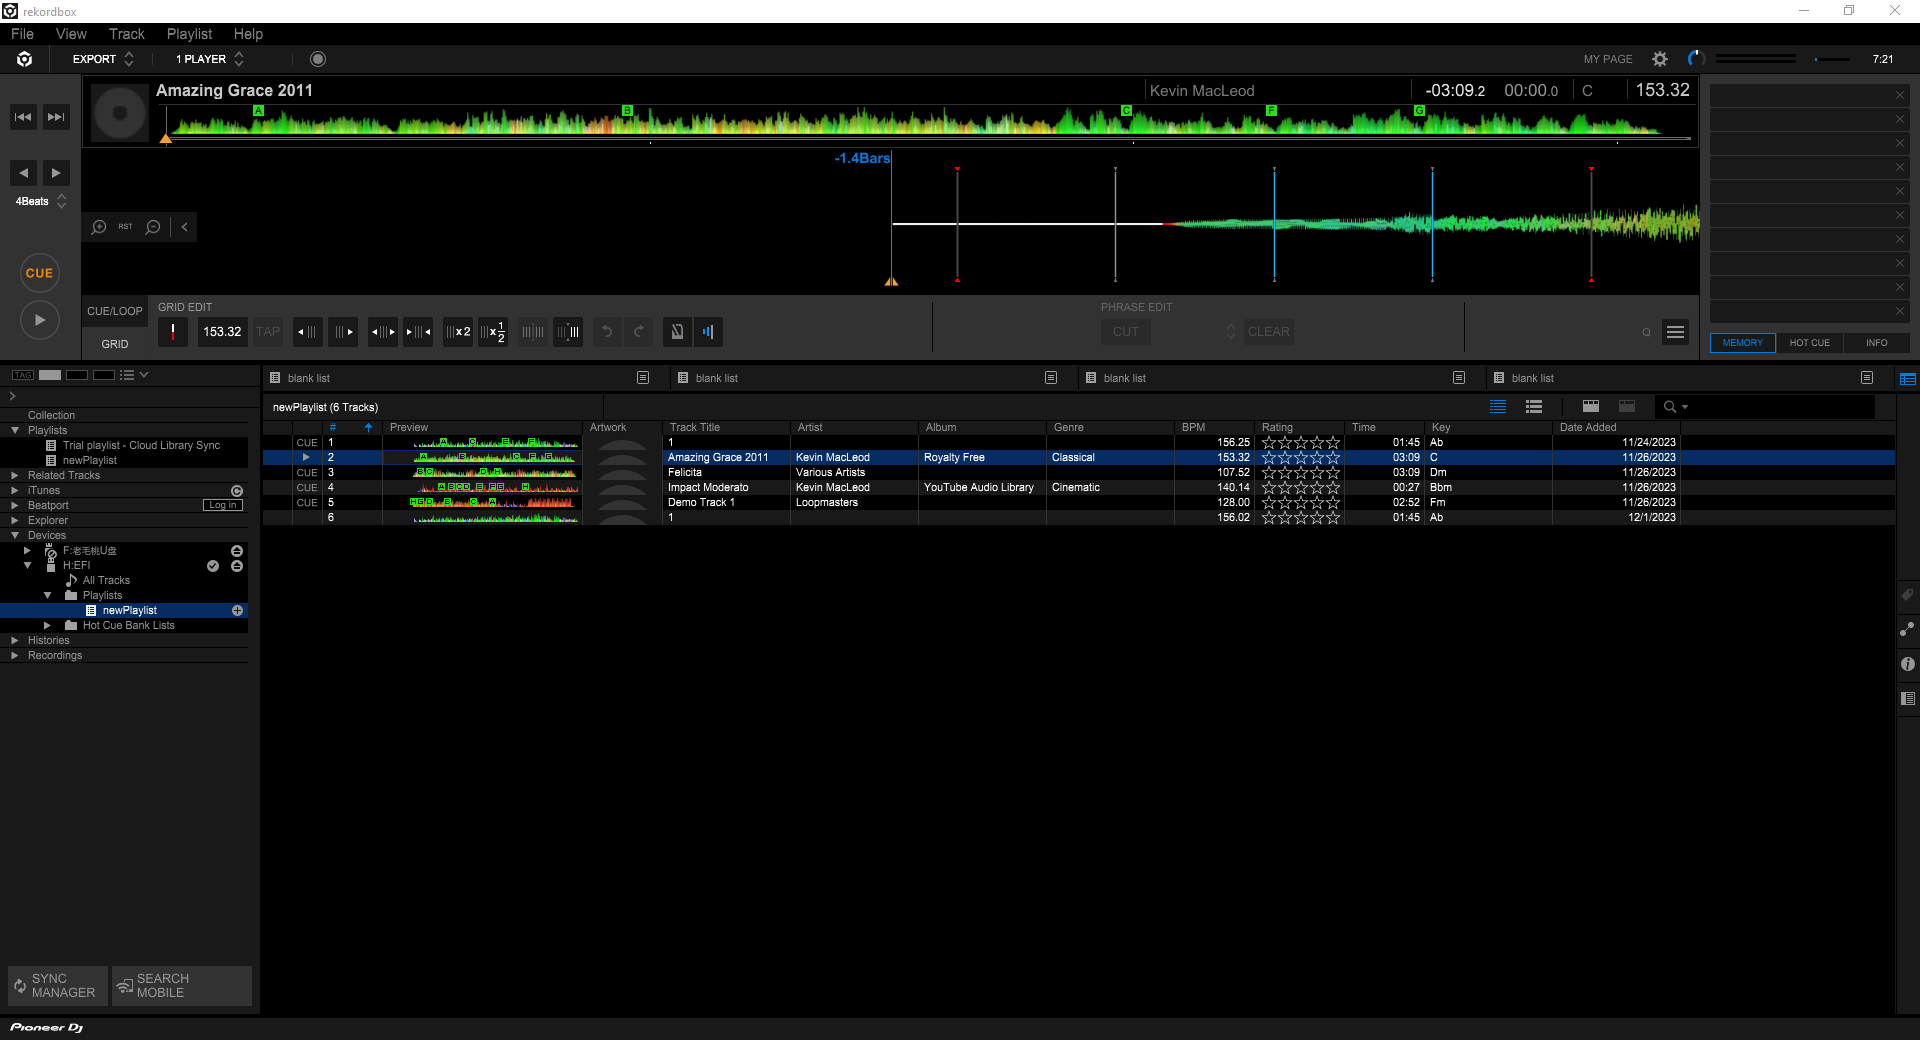 rekordbox
File View Track Playlist Help
EXPORT 1 PLAYER MY PAGE 7:21
Amazing Grace 2011 Kevin MacLeod -03:09.2 00:00.0 C 153.32
A B C F G
-1.4Bars
4Beats
RST
CUE
CUE/LOOP
GRID
GRID EDIT
153.32 TAP x2 x1/2
PHRASE EDIT
CUT CLEAR
MEMORY HOT CUE INFO
TAG
blank list blank list blank list blank list
newPlaylist (6 Tracks)
Collection
Playlists
Trial playlist - Cloud Library Sync
newPlaylist
Related Tracks
iTunes
Beatport Log in
Explorer
Devices
F:老毛桃U盘
H:EFI
All Tracks
Playlists
newPlaylist
Hot Cue Bank Lists
Histories
Recordings
# Preview Artwork Track Title Artist Album Genre BPM Rating Time Key Date Added
CUE 1 1 156.25 01:45 Ab 11/24/2023
2 Amazing Grace 2011 Kevin MacLeod Royalty Free Classical 153.32 03:09 C 11/26/2023
CUE 3 Felicita Various Artists 107.52 03:09 Dm 11/26/2023
CUE 4 Impact Moderato Kevin MacLeod YouTube Audio Library Cinematic 140.14 00:27 Bbm 11/26/2023
CUE 5 Demo Track 1 Loopmasters 128.00 02:52 Fm 11/26/2023
6 1 156.02 01:45 Ab 12/1/2023
SYNC MANAGER
SEARCH MOBILE
Pioneer Dj